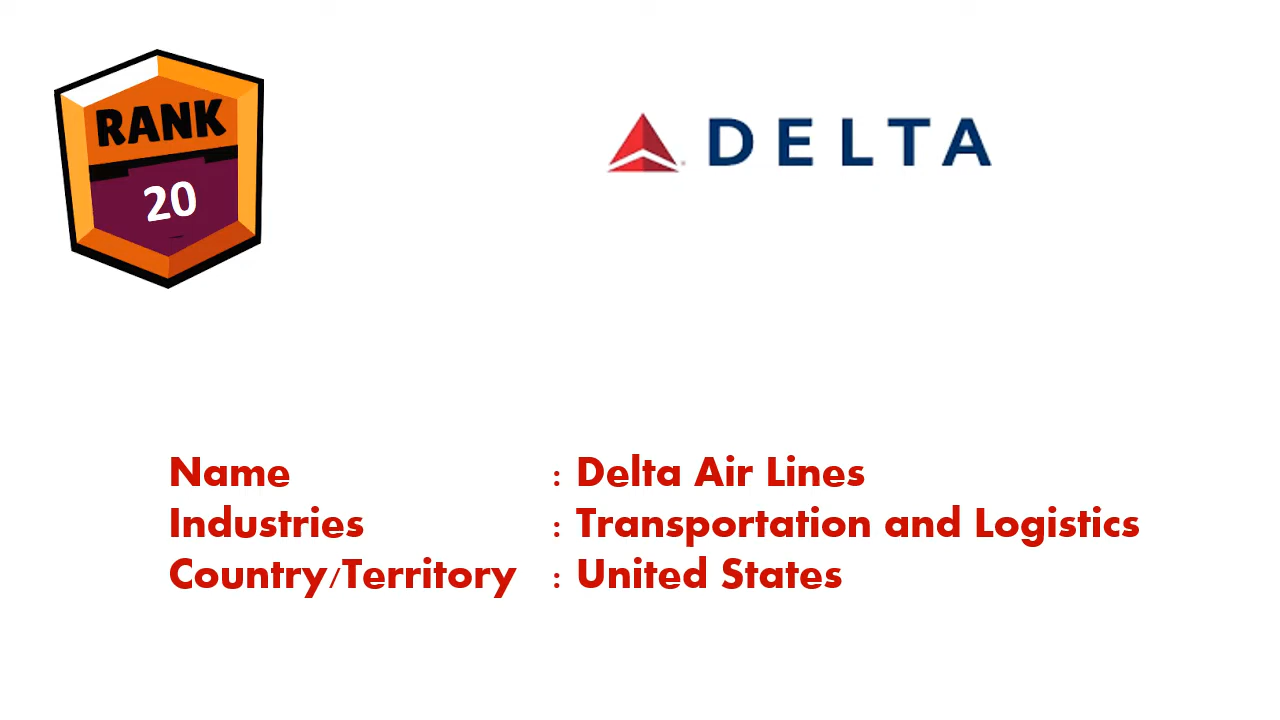 RANK
20
DELTA
Name : Delta Air Lines
Industries : Transportation and Logistics
Country/Territory : United States